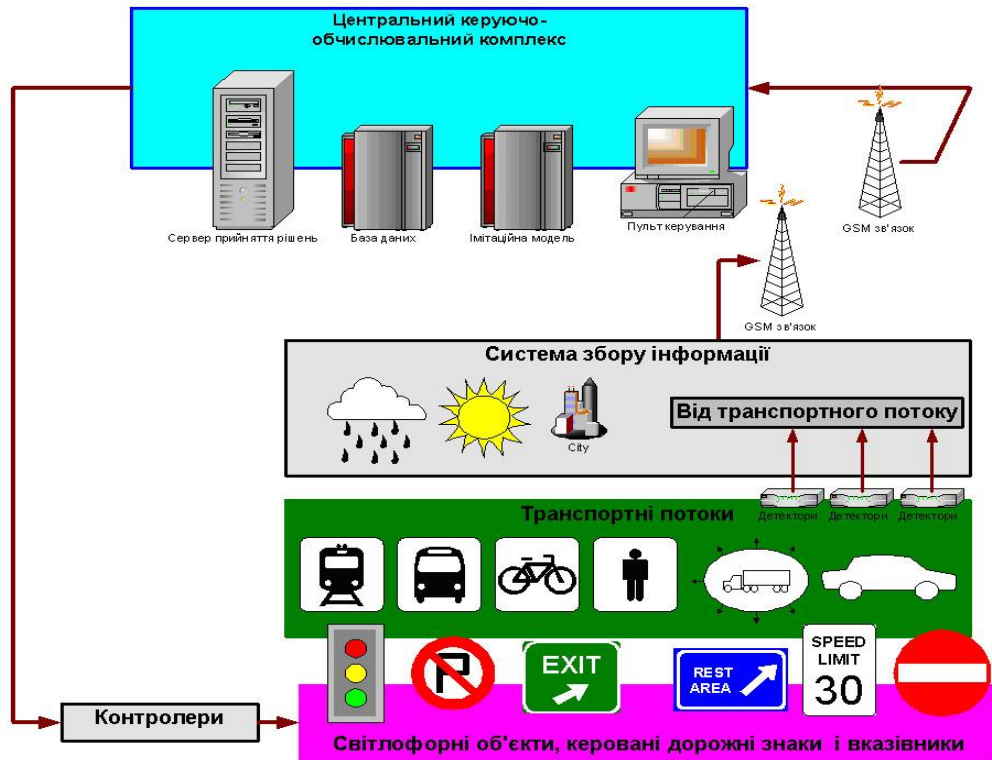 Центральний керуючо-
обчислювальний комплекс
Сервер прийняття рішень
База даних
Імітаційна модель
Пульт керування
GSM зв'язок
GSM зв'язок
Система збору інформації
City
Від транспортного потоку
Транспортні потоки
Детектори
Детектори
Детектори
P
EXIT
REST
AREA
SPEED
LIMIT
30
Контролери
Світлофорні об'єкти, керовані дорожні знаки і вказівники